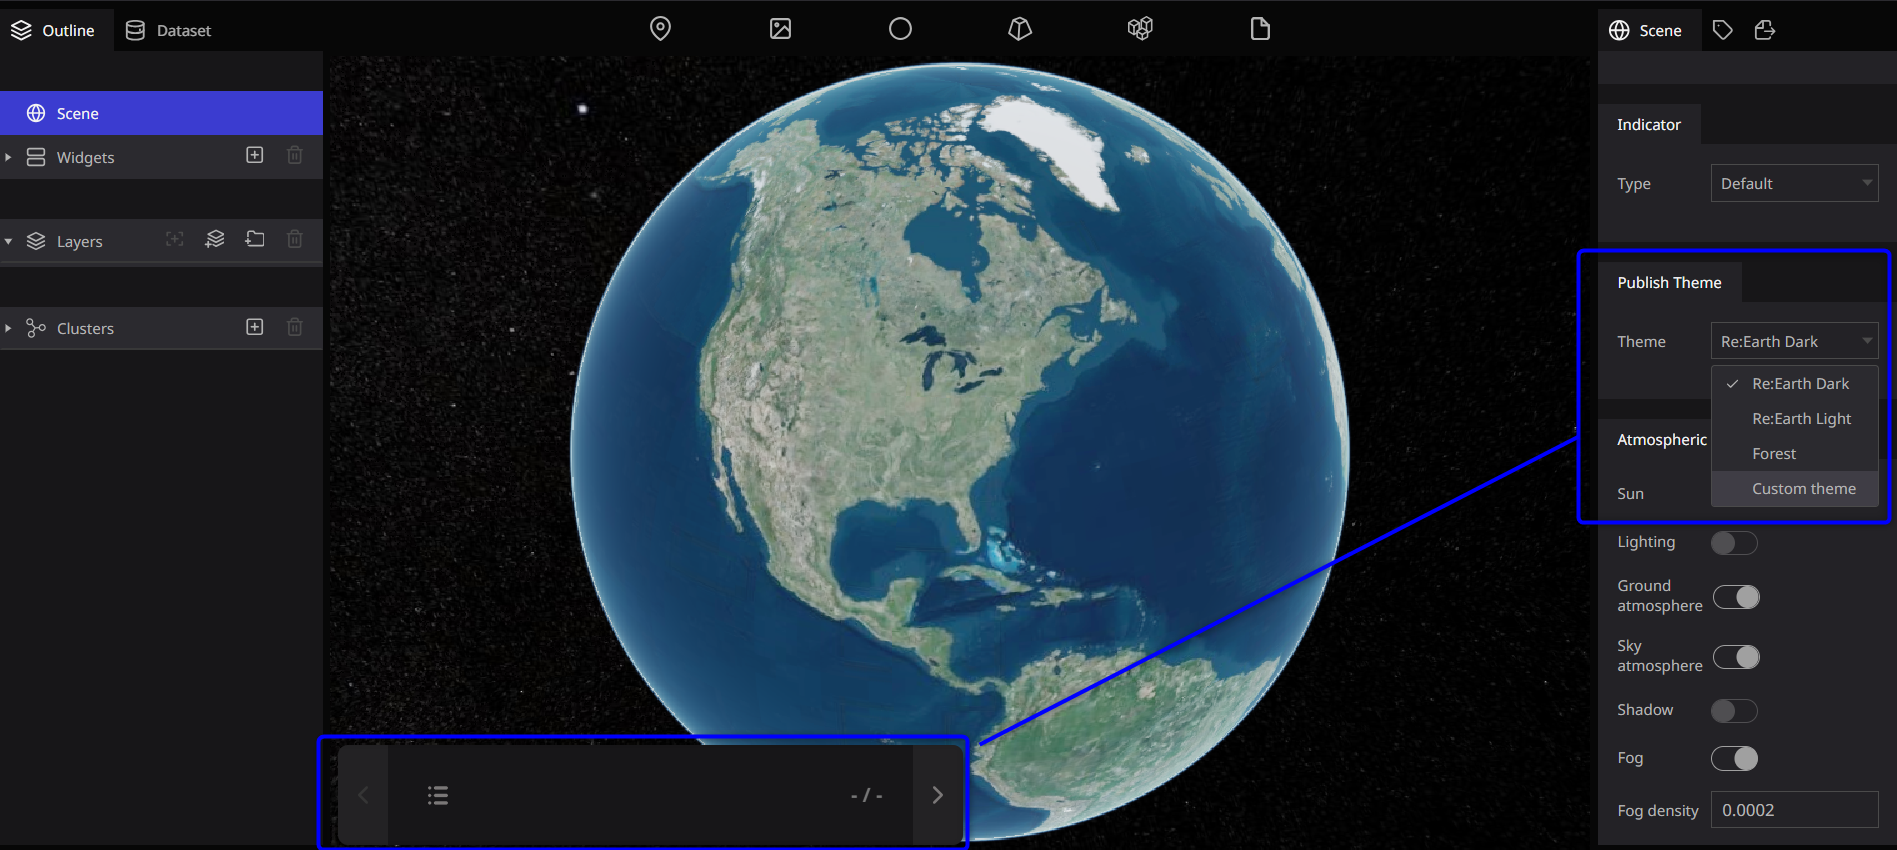 Outline
Dataset
Scene
Widgets
Layers
Clusters
- / -
Scene
Indicator
Type
Default
Publish Theme
Theme
Re:Earth Dark
Re:Earth Dark
Re:Earth Light
Forest
Custom theme
Atmospheric
Sun
Lighting
Ground
atmosphere
Sky
atmosphere
Shadow
Fog
Fog density
0.0002